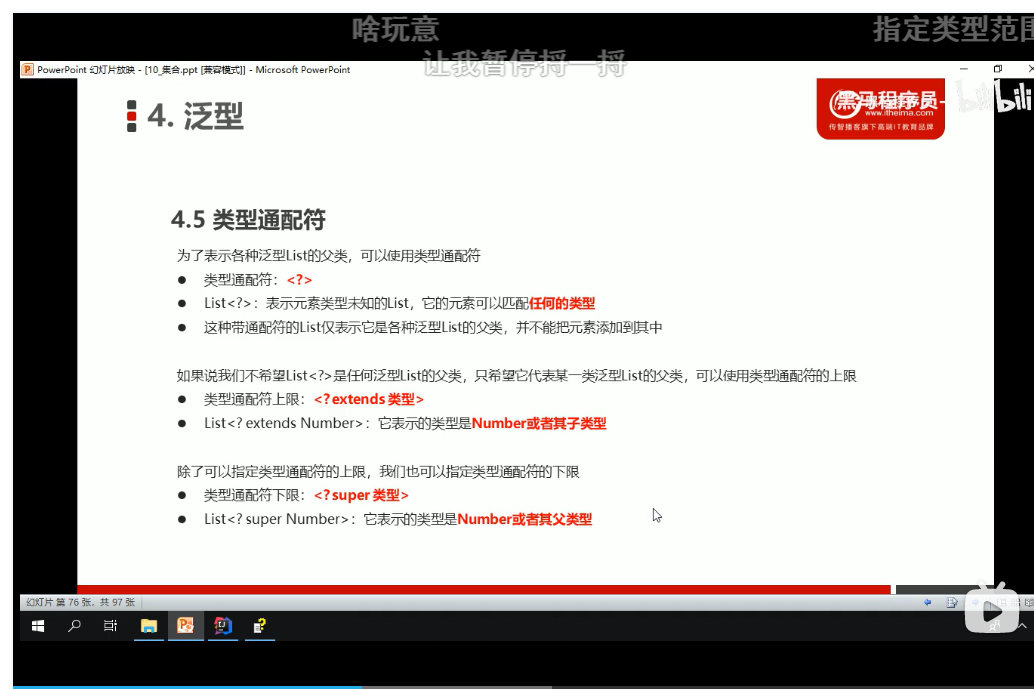 啥玩意
指定类型范围
让我暂停捋一捋
PowerPoint 幻灯片放映 - [10_集合.ppt [兼容模式]] - Microsoft PowerPoint
4. 泛型
黑马程序员
www.itheima.com
传智播客旗下高端IT教育品牌
bilibili
4.5 类型通配符
为了表示各种泛型List的父类，可以使用类型通配符
● 类型通配符：<?>
● List<?>：表示元素类型未知的List，它的元素可以匹配任何的类型
● 这种带通配符的List仅表示它是各种泛型List的父类，并不能把元素添加到其中
如果说我们不希望List<?>是任何泛型List的父类，只希望它代表某一类泛型List的父类，可以使用类型通配符的上限
● 类型通配符上限：<? extends 类型>
● List<? extends Number>：它表示的类型是Number或者其子类型
除了可以指定类型通配符的上限，我们也可以指定类型通配符的下限
● 类型通配符下限：<? super 类型>
● List<? super Number>：它表示的类型是Number或者其父类型
幻灯片 第 76 张，共 97 张